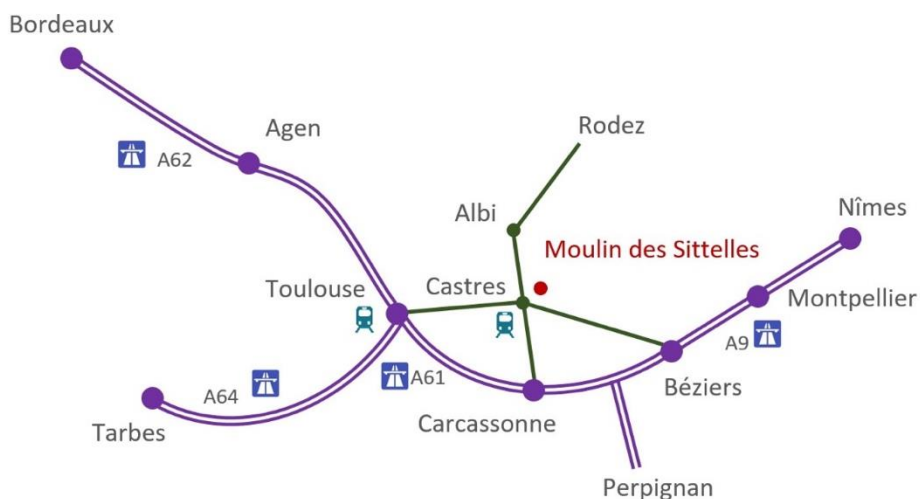 Bordeaux
Agen
A62
Rodez
Albi
Nîmes
Moulin des Sittelles
Castres
Toulouse
Montpellier
A9
A61
A64
Béziers
Carcassonne
Tarbes
Perpignan